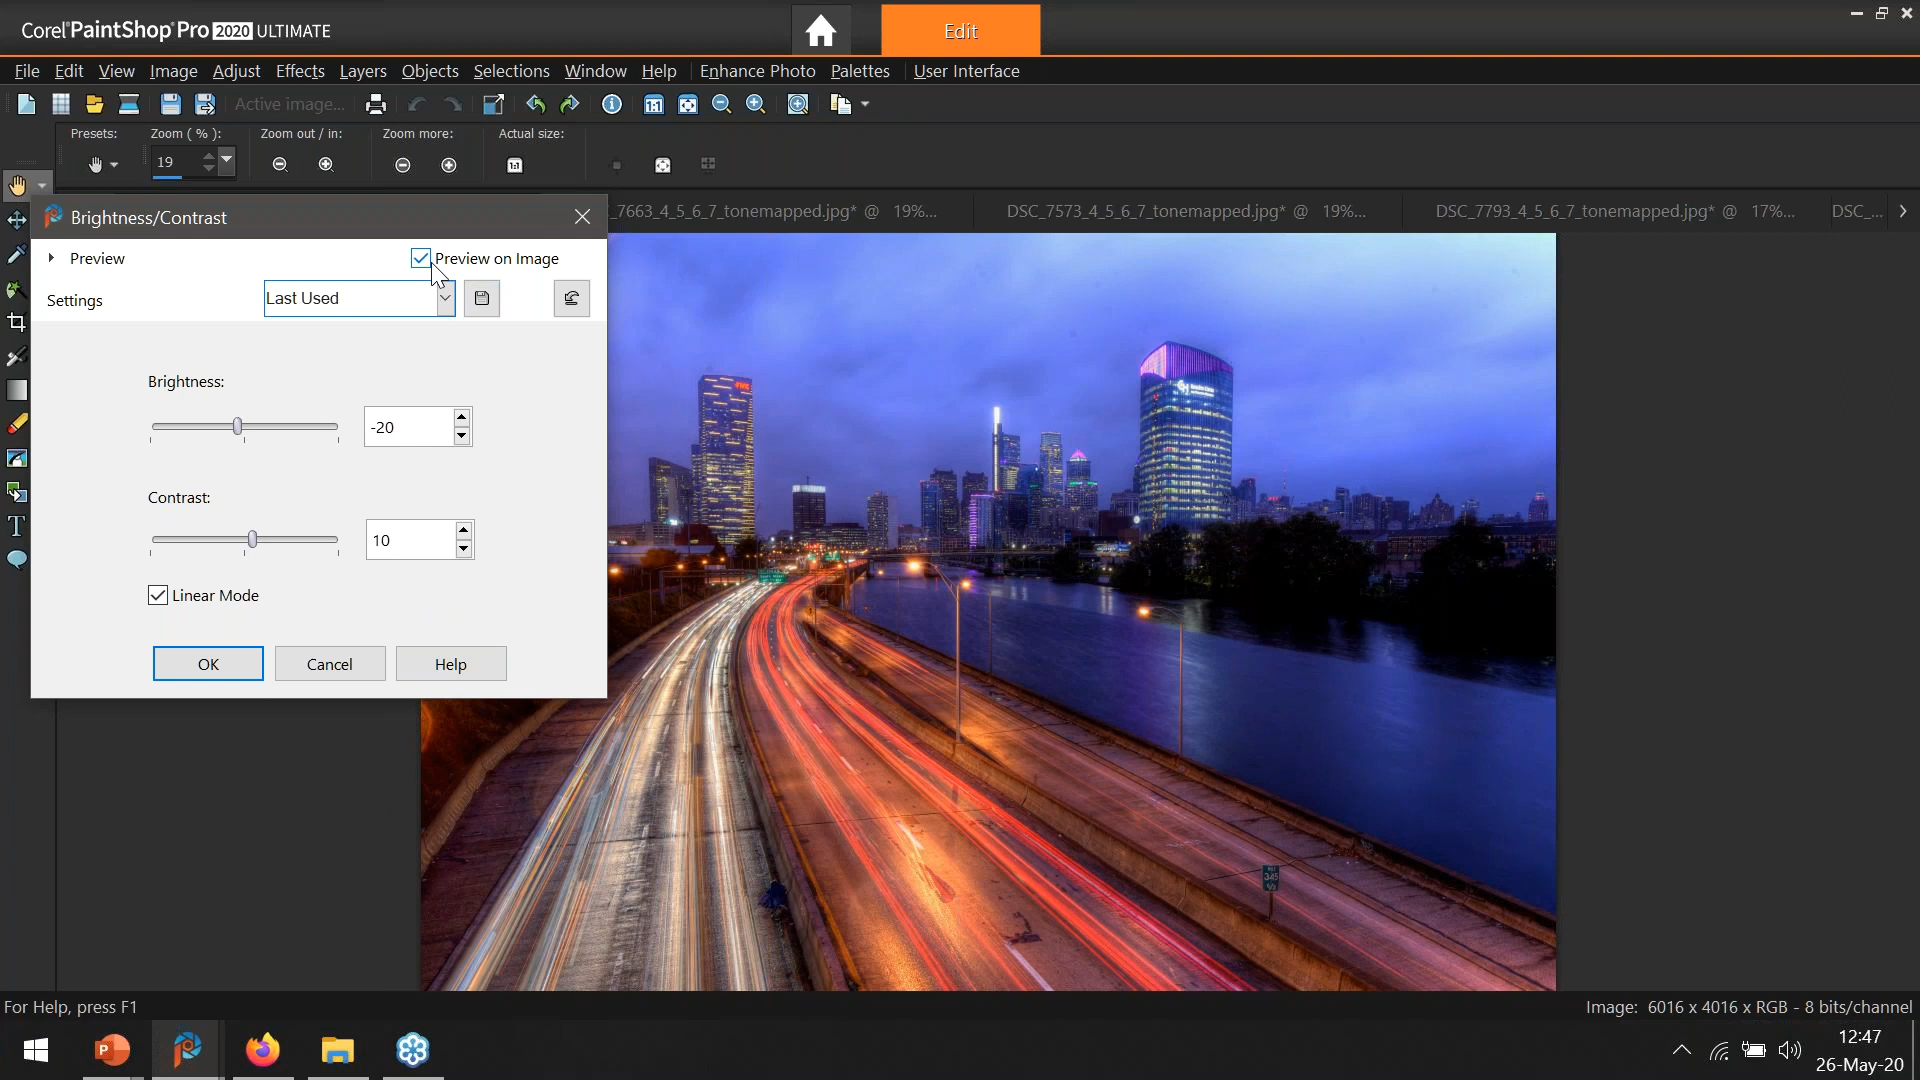 Corel PaintShop Pro 2020 ULTIMATE
Edit
File Edit View Image Adjust Effects Layers Objects Selections Window Help Enhance Photo Palettes User Interface
Active image...
Presets: Zoom ( % ): Zoom out / in: Zoom more: Actual size:
19
_7663_4_5_6_7_tonemapped.jpg* @ 19%...
DSC_7573_4_5_6_7_tonemapped.jpg* @ 19%...
DSC_7793_4_5_6_7_tonemapped.jpg* @ 17%...
DSC_...
Brightness/Contrast
Preview
Preview on Image
Settings
Last Used
Brightness:
-20
Contrast:
10
Linear Mode
OK Cancel Help
For Help, press F1
Image: 6016 x 4016 x RGB - 8 bits/channel
12:47
26-May-20